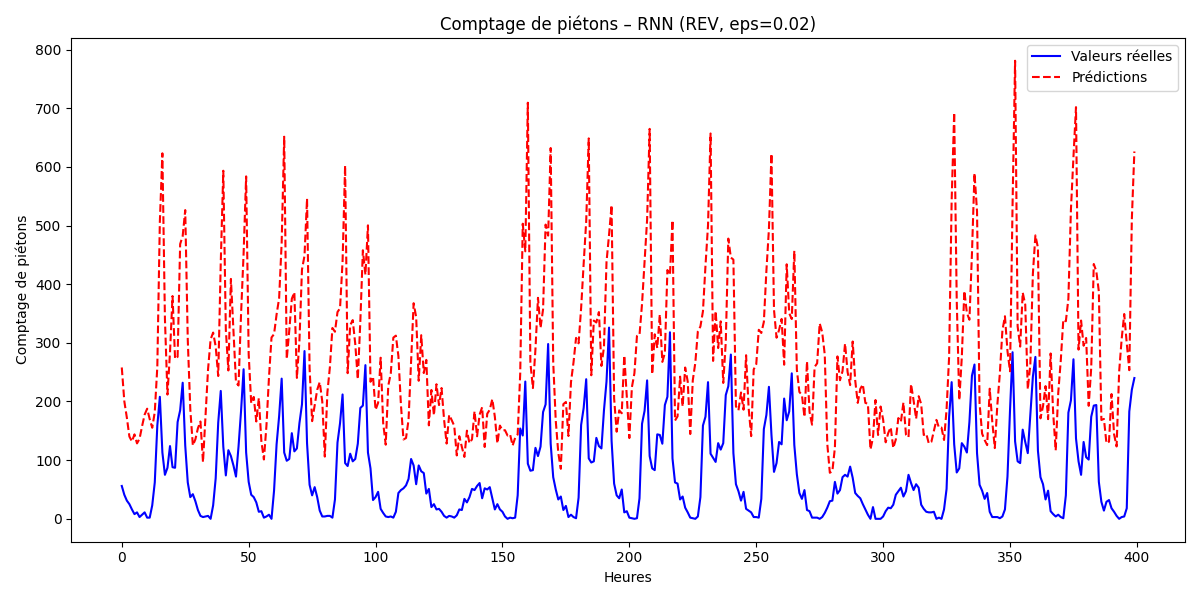 Comptage de piétons – RNN (REV, eps=0.02)
Valeurs réelles
Prédictions
Comptage de piétons
800
700
600
500
400
300
200
100
0
0 50 100 150 200 250 300 350 400
Heures